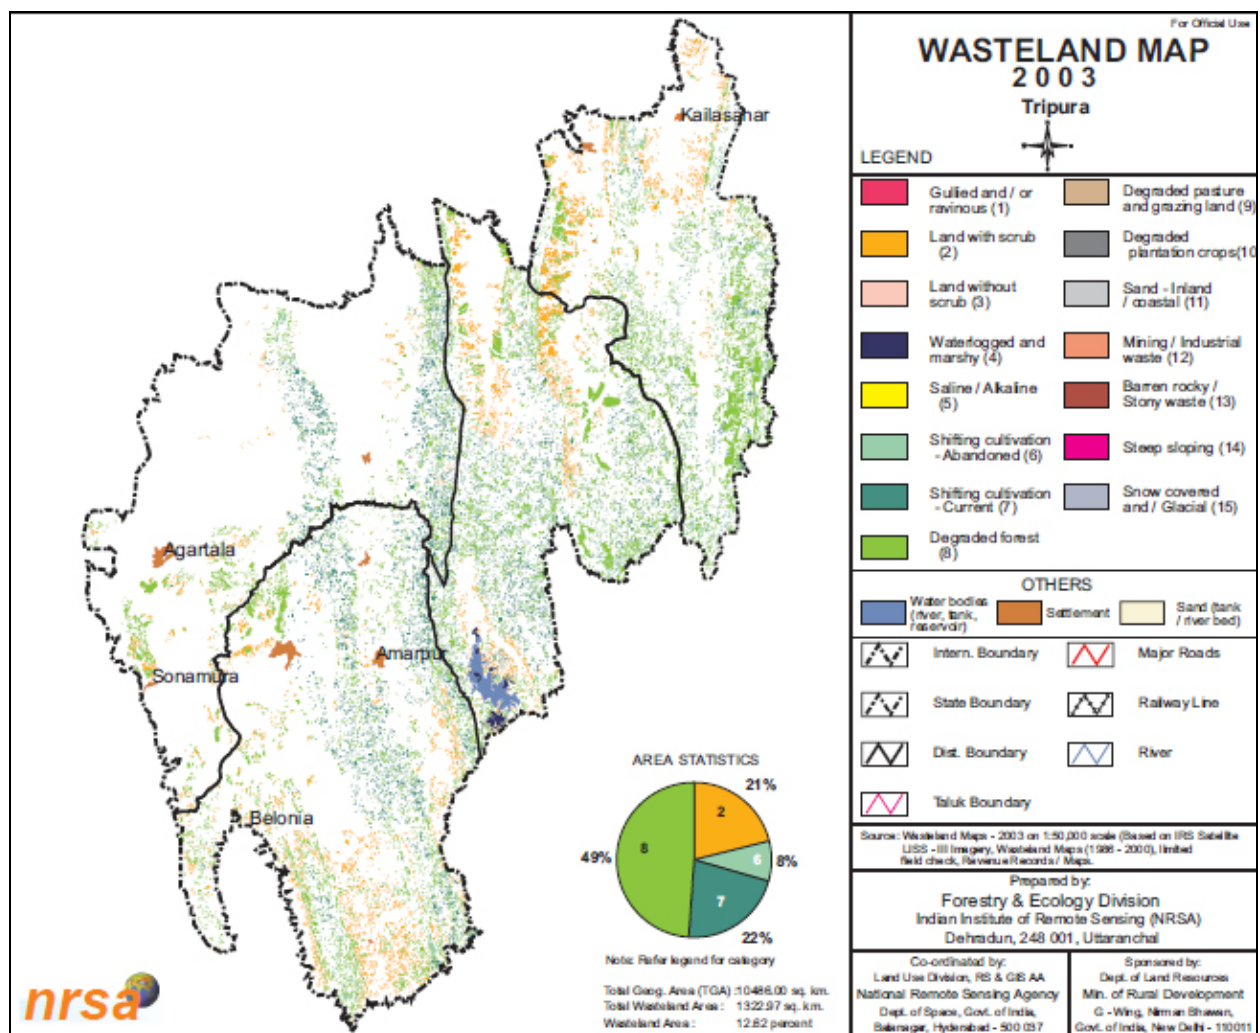 For Official Use
WASTELAND MAP
2003
Tripura
LEGEND
Gullied and / or
ravinous (1)
Land with scrub
(2)
Land without
scrub (3)
Waterlogged and
marshy (4)
Saline / Alkaline
(5)
Shifting cultivation
- Abandoned (6)
Shifting cultivation
- Current (7)
Degraded forest
(8)
Degraded pasture
and grazing land (9)
Degraded
plantation crops(10
Sand - Inland
/ coastal (11)
Mining / Industrial
waste (12)
Barren rocky /
Stony waste (13)
Steep sloping (14)
Snow covered
and / Glacial (15)
OTHERS
Water bodies
(river, tank,
reservoir)
Settlement
Sand (tank
/ river bed)
Intern. Boundary
State Boundary
Dist. Boundary
Taluk Boundary
Major Roads
Railway Line
River
Source: Wasteland Maps - 2003 on 1:50,000 scale (Based on IRS Satellite
LISS - III Imagery, Wasteland Maps (1986 - 2000), limited
field check, Revenue Records / Maps.
Prepared by:
Forestry & Ecology Division
Indian Institute of Remote Sensing (NRSA)
Dehradun, 248 001, Uttaranchal
Co-ordinated by:
Land Use Division, RS & GIS AA
National Remote Sensing Agency
Dept. of Space, Govt. of India,
Balanagar, Hyderabad - 500 037
Sponsored by:
Dept. of Land Resources
Min. of Rural Development
G - Wing, Nirman Bhawan,
Govt. of India, New Delhi - 110011
Kailasahar
Agartala
Amarpur
Sonamura
Belonia
AREA STATISTICS
21%
2
8
6
49%
8%
7
22%
Note: Refer legend for category
Total Geog. Area (TGA) :10486.00 sq. km.
Total Wasteland Area : 1322.97 sq. km.
Wasteland Area : 12.62 percent
nrsa